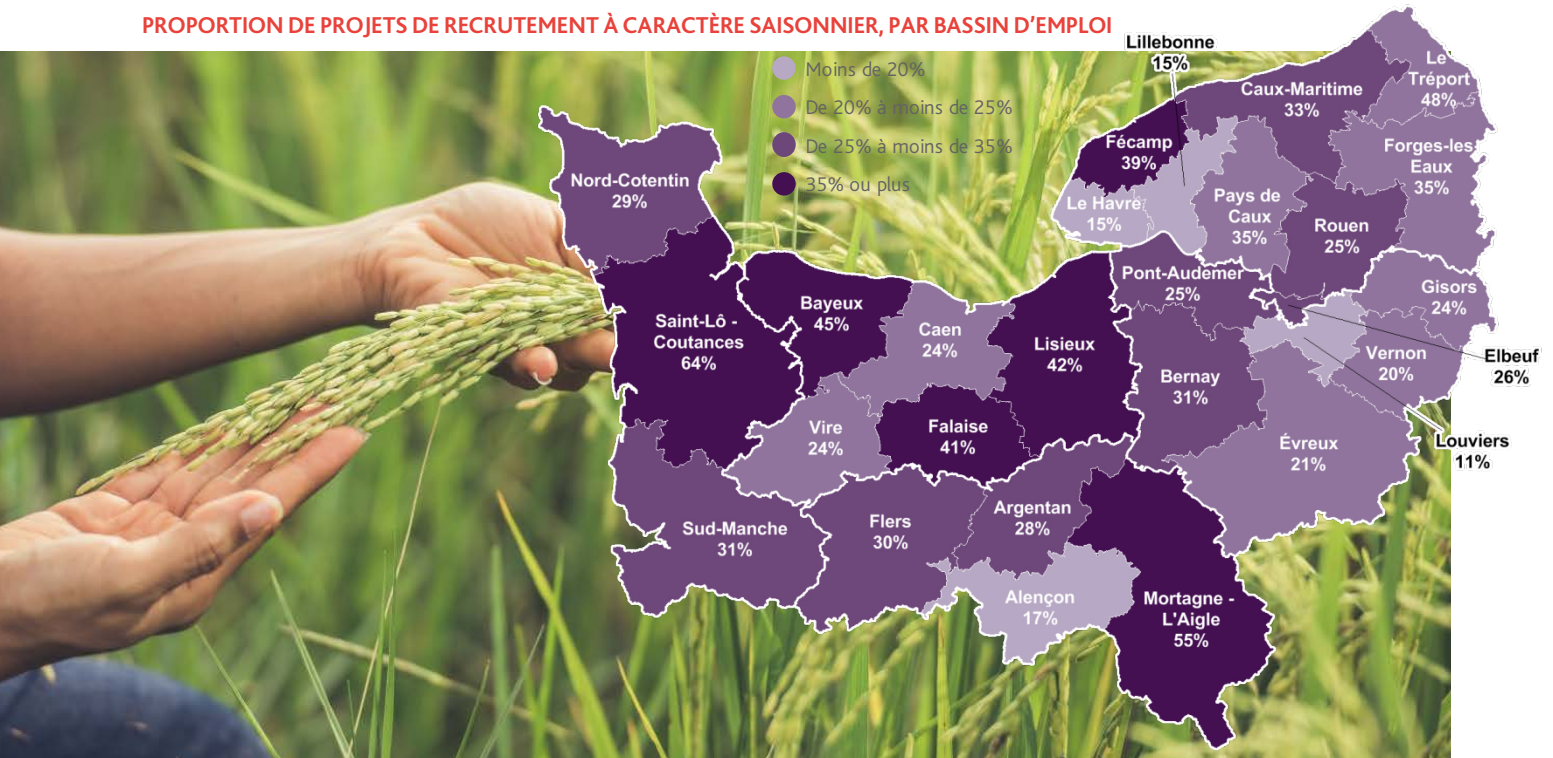 PROPORTION DE PROJETS DE RECRUTEMENT À CARACTÈRE SAISONNIER, PAR BASSIN D'EMPLOI
Moins de 20%
De 20% à moins de 25%
De 25% à moins de 35%
35% ou plus
Lillebonne
15%
Le
Tréport
48%
Caux-Maritime
33%
Fécamp
39%
Forges-les-
Eaux
35%
Nord-Cotentin
29%
Le Havre
15%
Pays de
Caux
35%
Rouen
25%
Pont-Audemer
25%
Gisors
24%
Bayeux
45%
Saint-Lô -
Coutances
64%
Caen
24%
Lisieux
42%
Elbeuf
26%
Vernon
20%
Bernay
31%
Vire
24%
Falaise
41%
Louviers
11%
Évreux
21%
Sud-Manche
31%
Flers
30%
Argentan
28%
Alençon
17%
Mortagne -
L'Aigle
55%